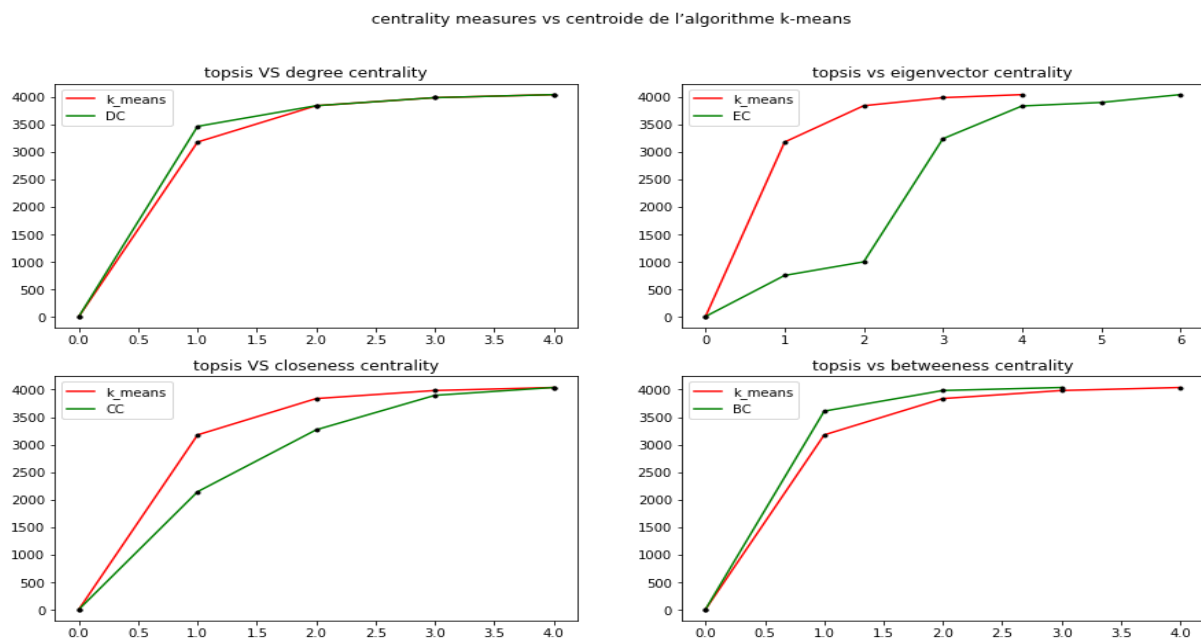 centrality measures vs centroide de l’algorithme k-means
topsis VS degree centrality
k_means
DC
4000
3500
3000
2500
2000
1500
1000
500
0
0.0 0.5 1.0 1.5 2.0 2.5 3.0 3.5 4.0
topsis vs eigenvector centrality
k_means
EC
4000
3500
3000
2500
2000
1500
1000
500
0
0 1 2 3 4 5 6
topsis VS closeness centrality
k_means
CC
4000
3500
3000
2500
2000
1500
1000
500
0
0.0 0.5 1.0 1.5 2.0 2.5 3.0 3.5 4.0
topsis vs betweeness centrality
k_means
BC
4000
3500
3000
2500
2000
1500
1000
500
0
0.0 0.5 1.0 1.5 2.0 2.5 3.0 3.5 4.0